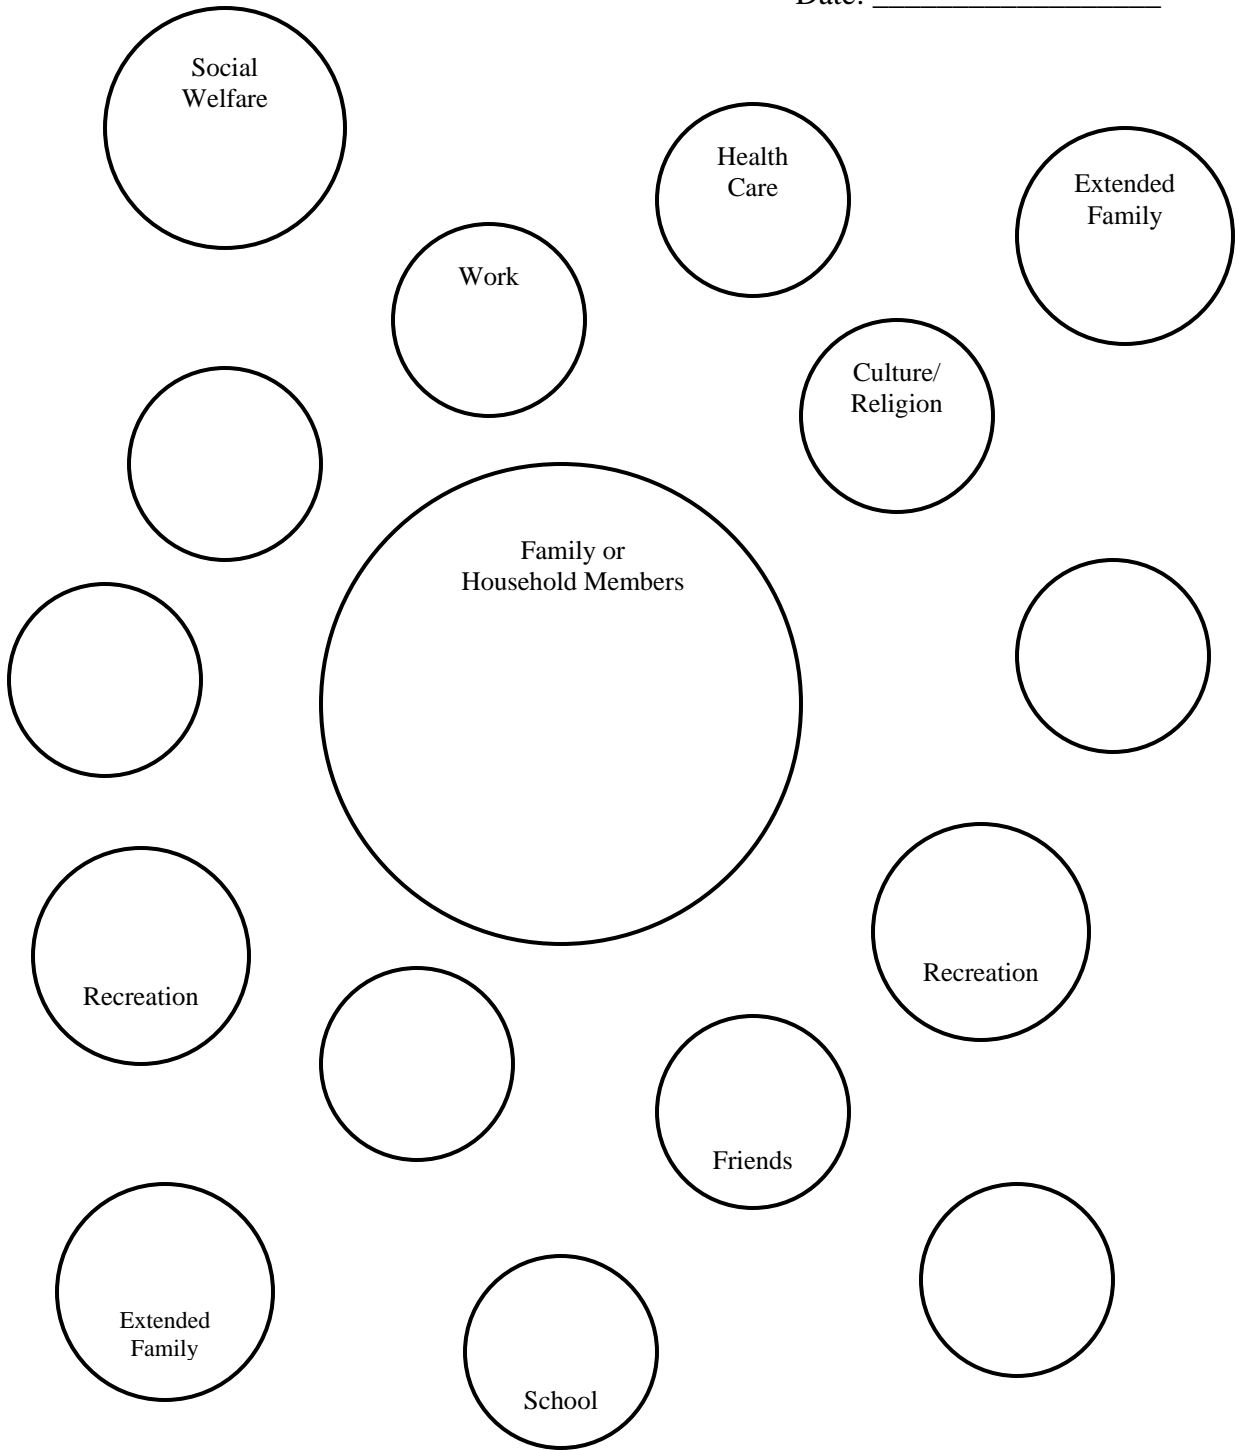 Date: __________________
Social
Welfare
Health
Care
Extended
Family
Work
Culture/
Religion
Family or
Household Members
Recreation
Recreation
Friends
Extended
Family
School